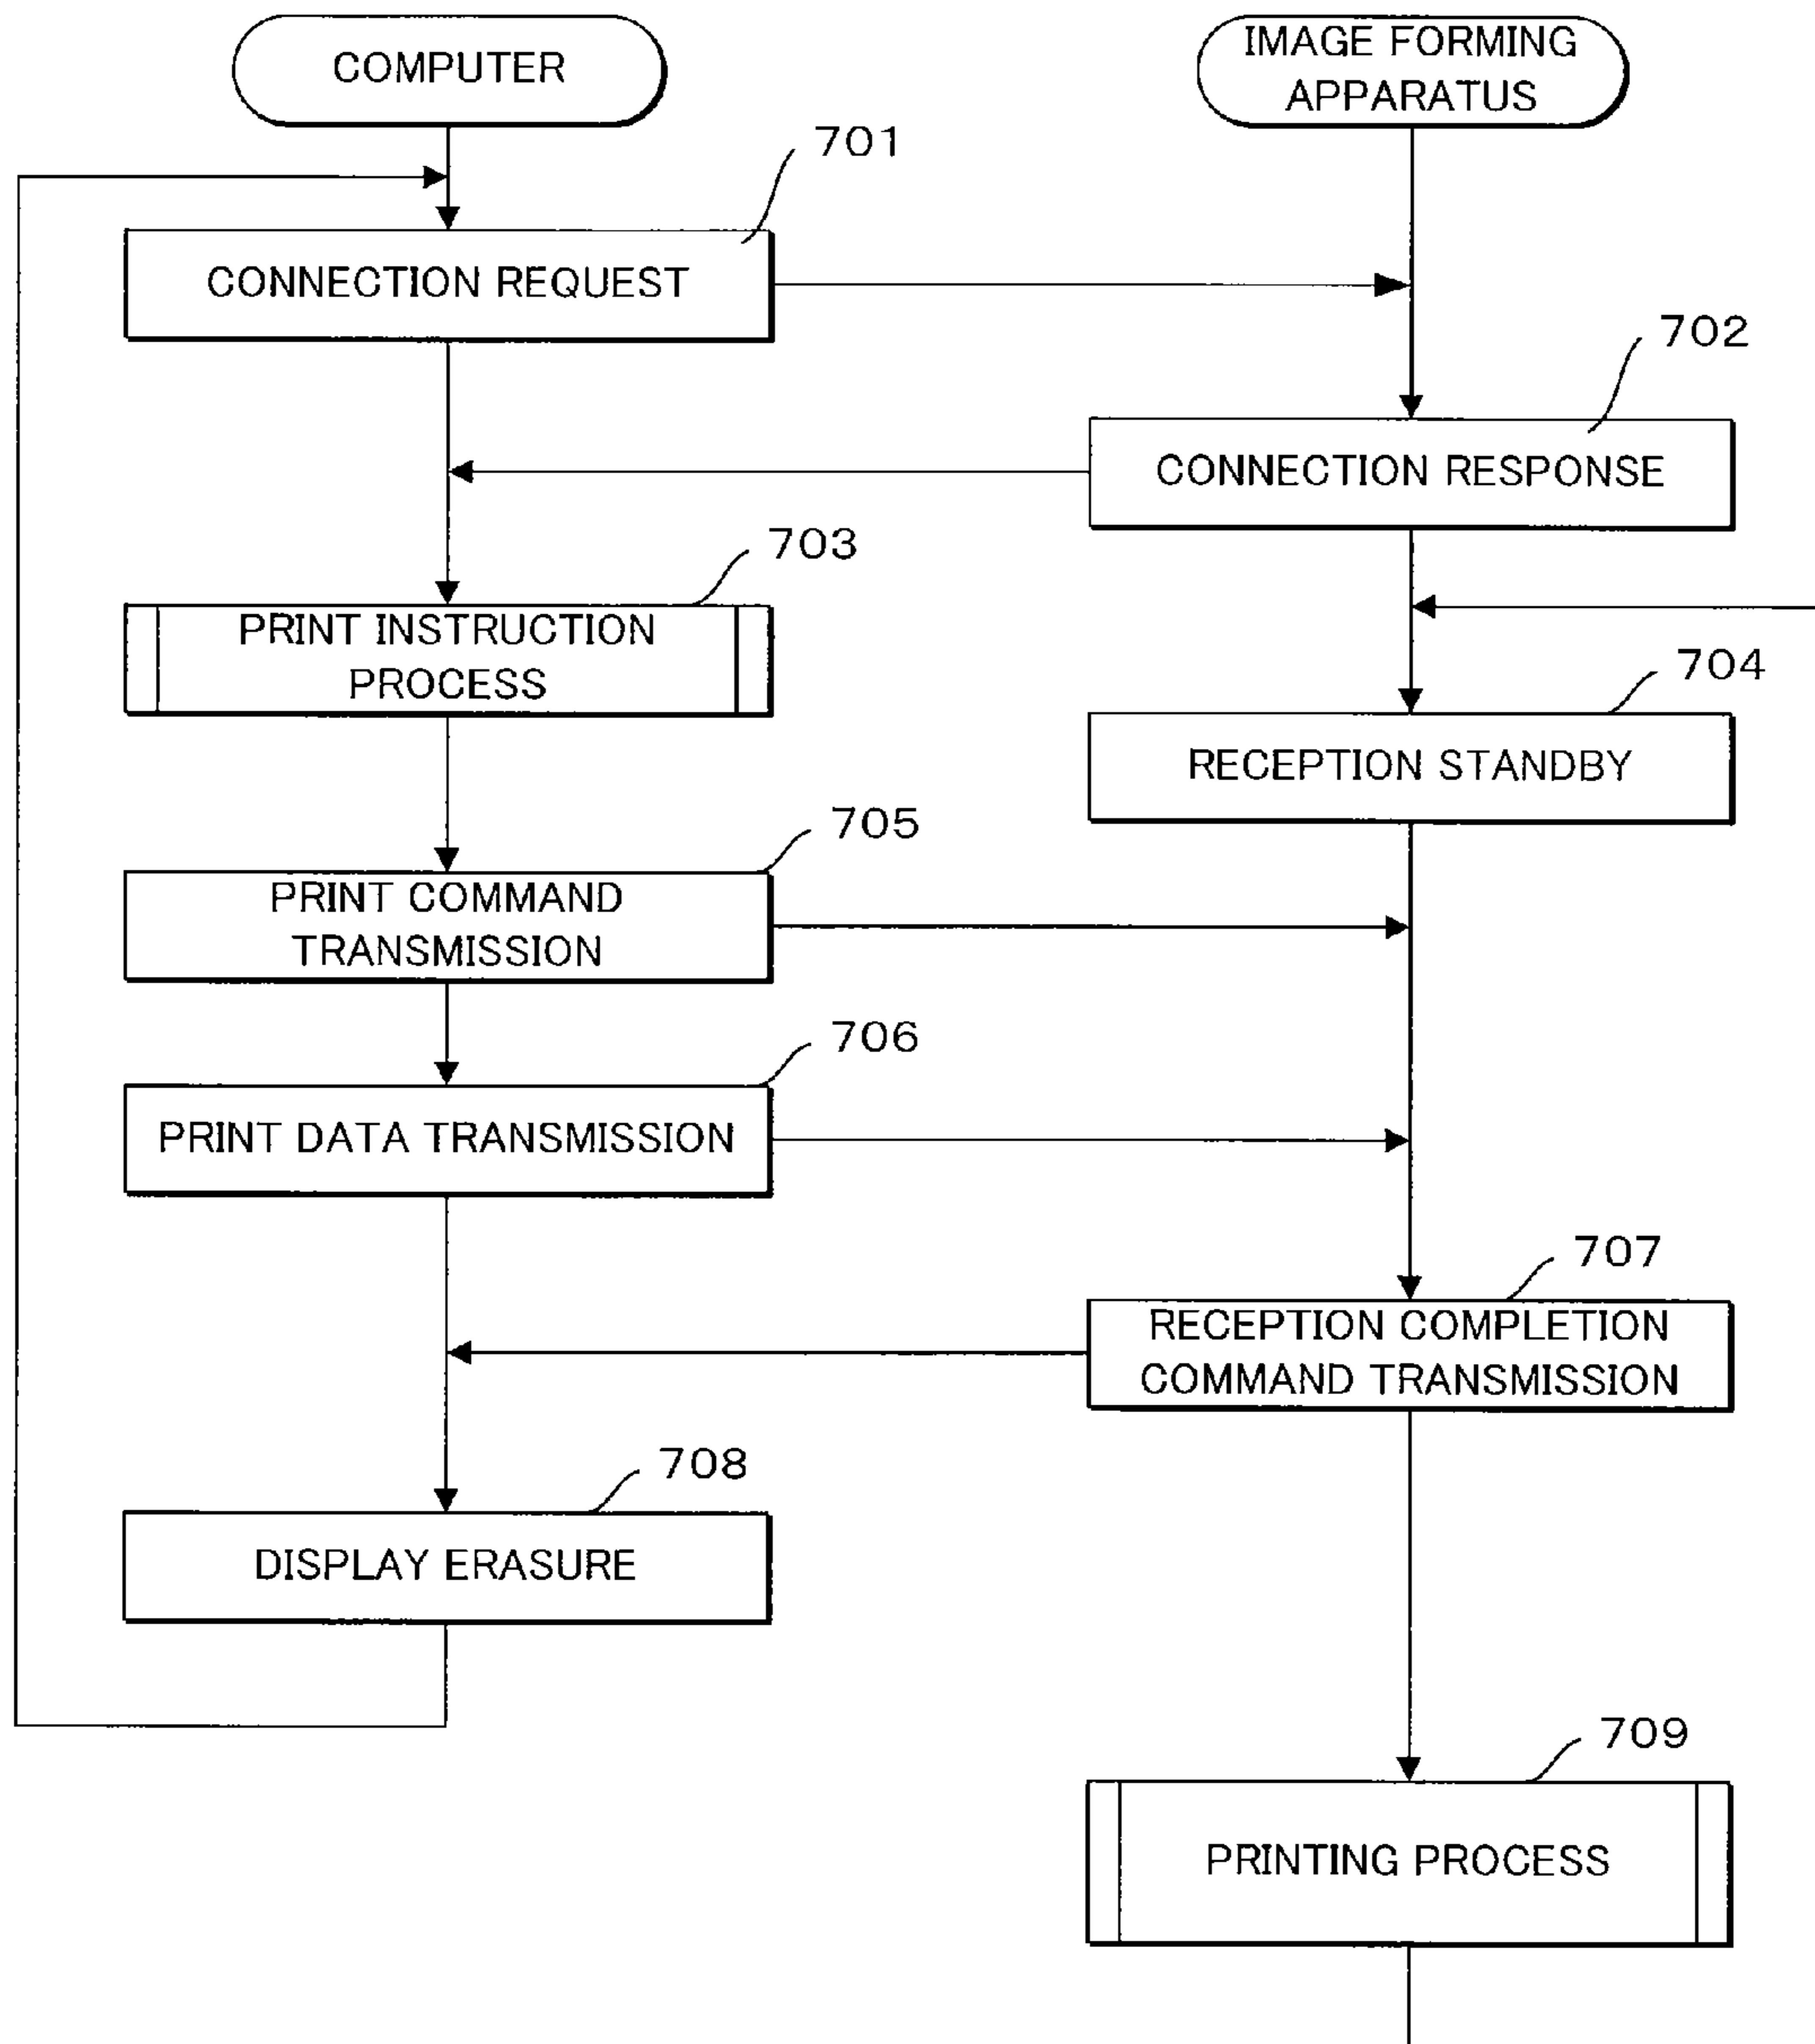 COMPUTER
IMAGE FORMING
APPARATUS
701
CONNECTION REQUEST
702
CONNECTION RESPONSE
703
PRINT INSTRUCTION
PROCESS
704
RECEPTION STANDBY
705
PRINT COMMAND
TRANSMISSION
706
PRINT DATA TRANSMISSION
707
RECEPTION COMPLETION
COMMAND TRANSMISSION
708
DISPLAY ERASURE
709
PRINTING PROCESS